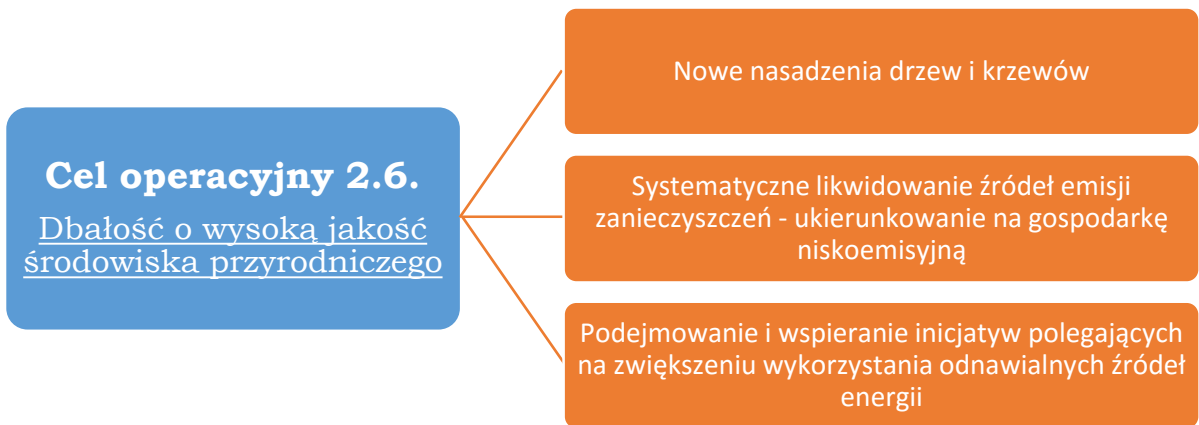 Cel operacyjny 2.6.
Dbałość o wysoką jakość
środowiska przyrodniczego
Nowe nasadzenia drzew i krzewów
Systematyczne likwidowanie źródeł emisji
zanieczyszczeń - ukierunkowanie na gospodarkę
niskoemisyjną
Podejmowanie i wspieranie inicjatyw polegających
na zwiększeniu wykorzystania odnawialnych źródeł
energii